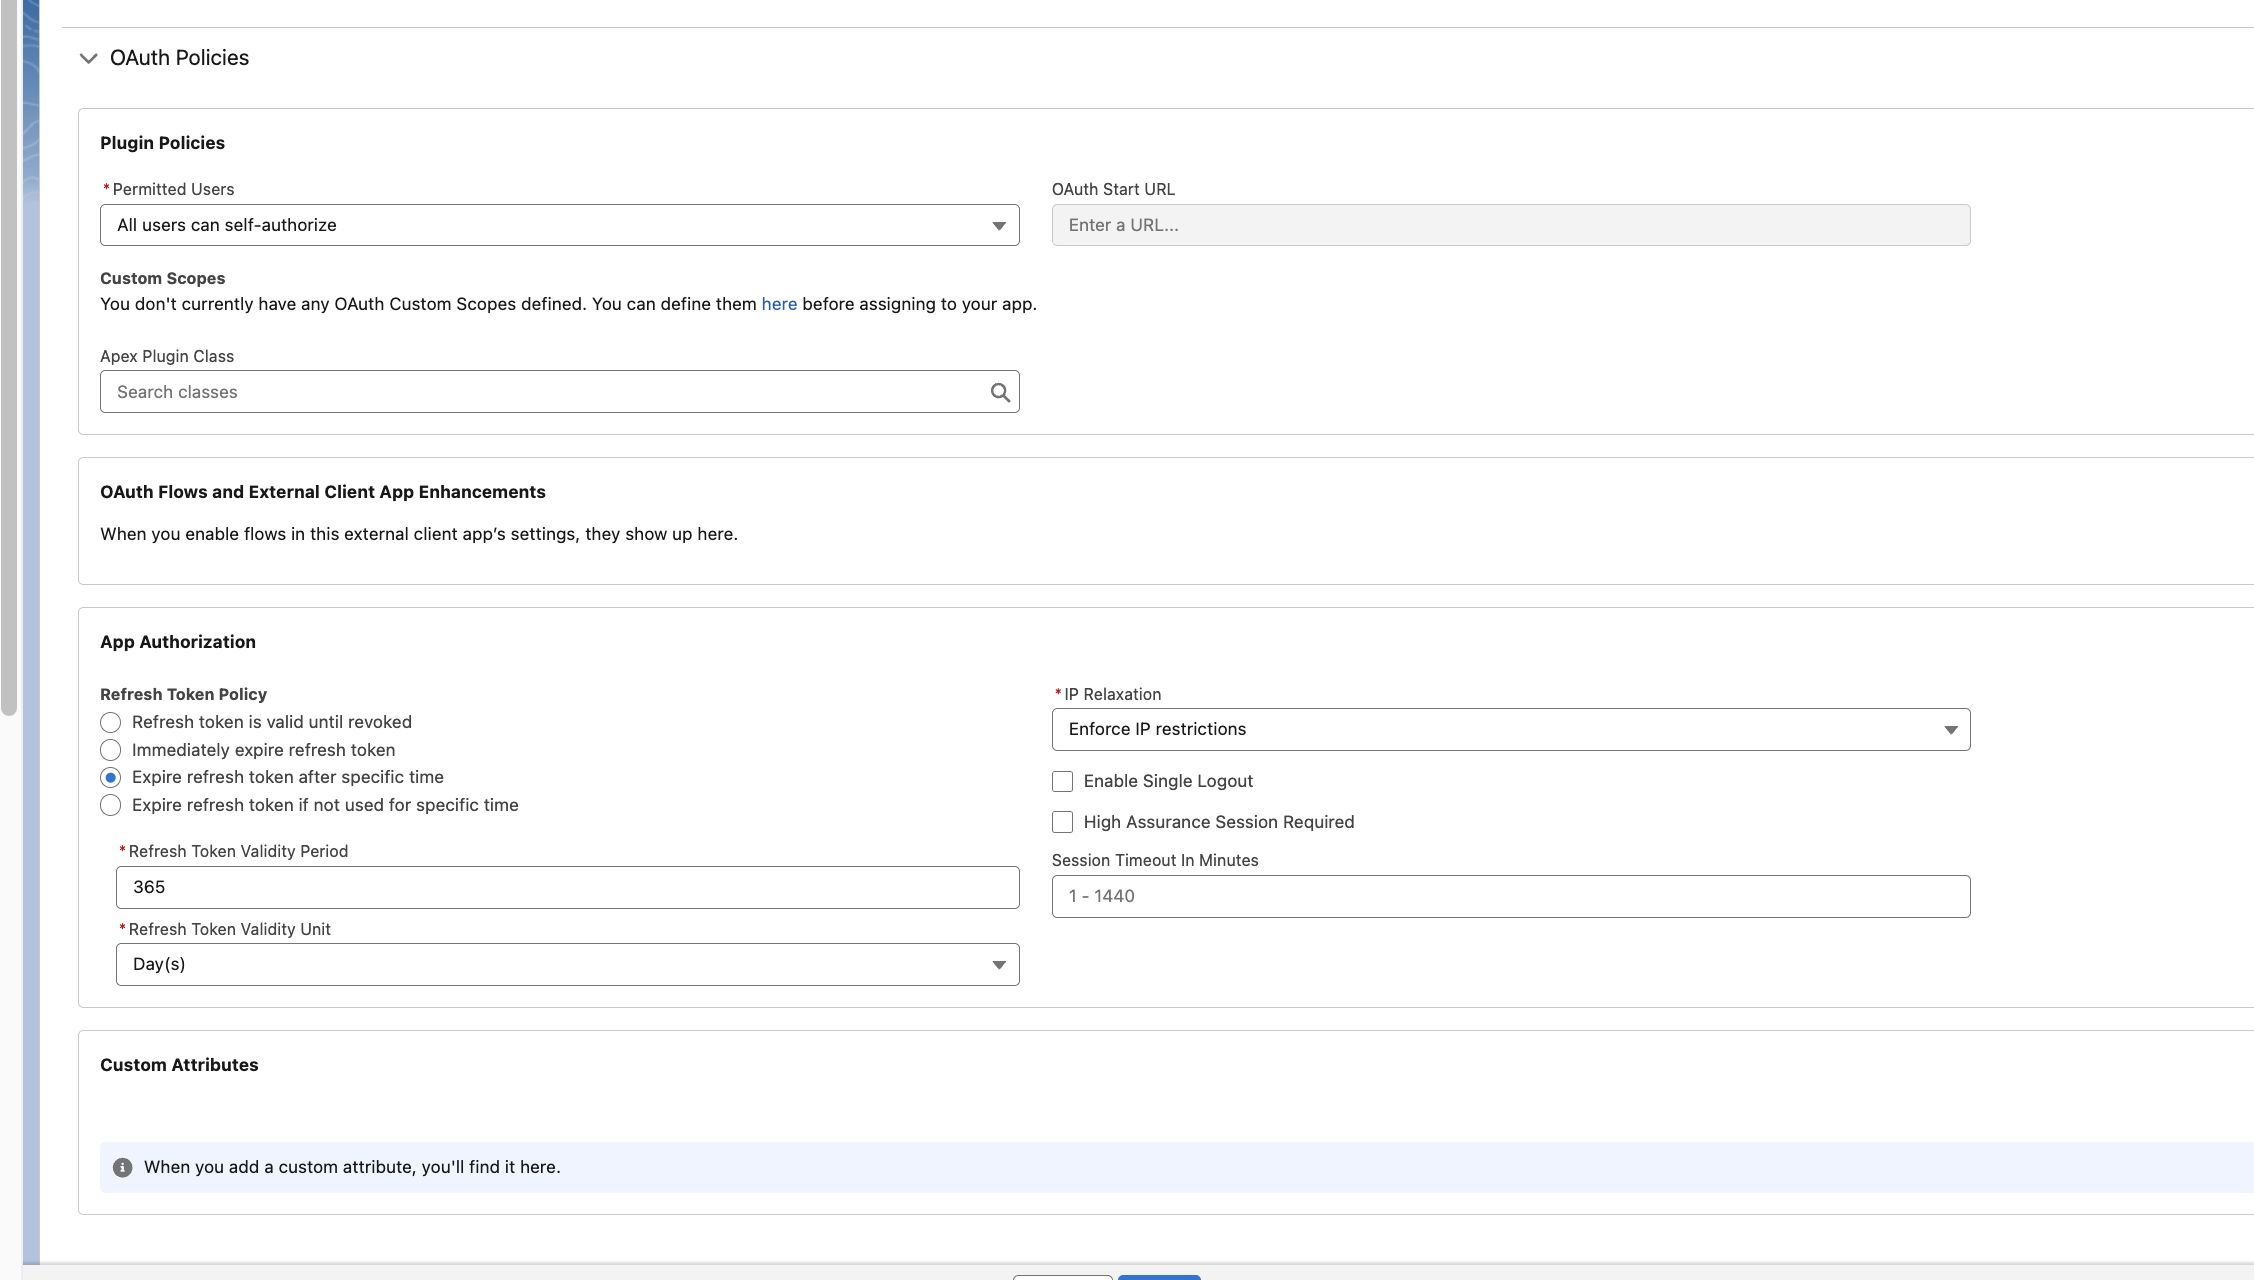 OAuth Policies
Plugin Policies
*Permitted Users
OAuth Start URL
All users can self-authorize
Enter a URL...
Custom Scopes
You don't currently have any OAuth Custom Scopes defined. You can define them here before assigning to your app.
Apex Plugin Class
Search classes
OAuth Flows and External Client App Enhancements
When you enable flows in this external client app’s settings, they show up here.
App Authorization
Refresh Token Policy
Refresh token is valid until revoked
Immediately expire refresh token
Expire refresh token after specific time
Expire refresh token if not used for specific time
*Refresh Token Validity Period
365
*Refresh Token Validity Unit
Day(s)
*IP Relaxation
Enforce IP restrictions
Enable Single Logout
High Assurance Session Required
Session Timeout In Minutes
1 - 1440
Custom Attributes
When you add a custom attribute, you'll find it here.